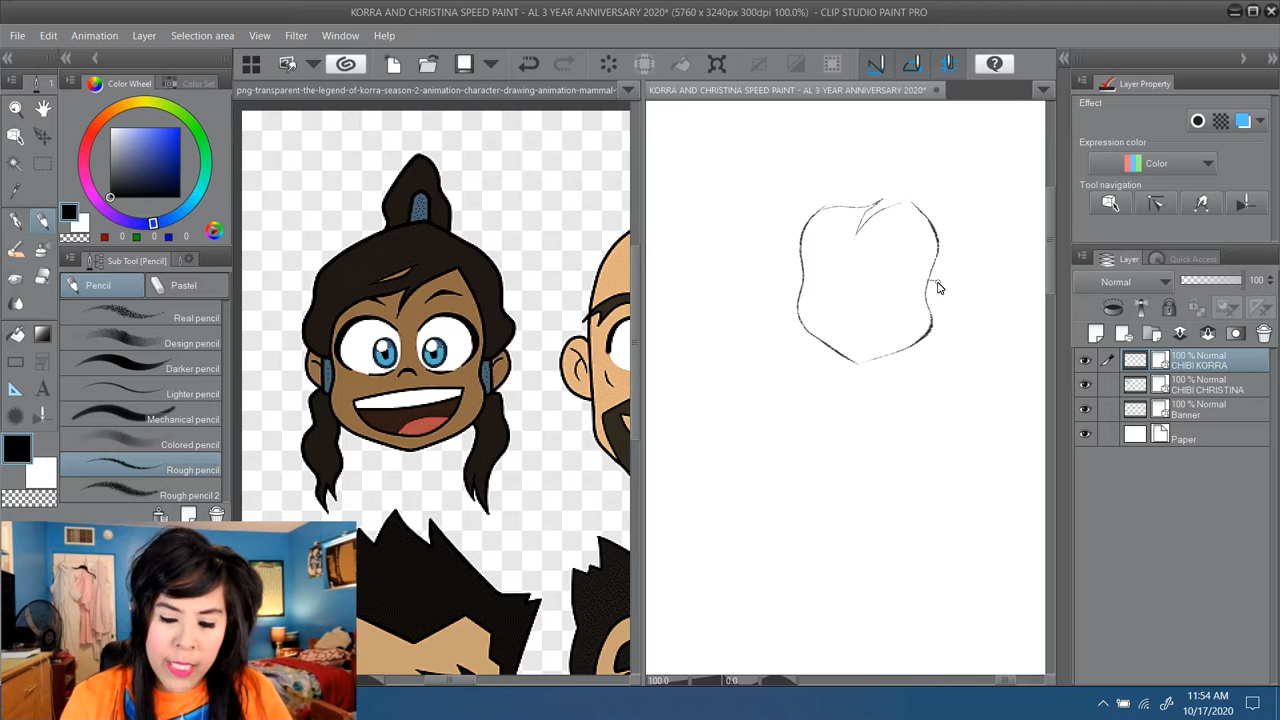 KORRA AND CHRISTINA SPEED PAINT - AL 3 YEAR ANNIVERSARY 2020* (5760 x 3240px 300dpi 100.0%) - CLIP STUDIO PAINT PRO
File Edit Animation Layer Selection area View Filter Window Help
Color Wheel Color Set
png-transparent-the-legend-of-korra-season-2-animation-character-drawing-animation-mammal-
KORRA AND CHRISTINA SPEED PAINT - AL 3 YEAR ANNIVERSARY 2020*
Layer Property
Effect
Expression color
Color
Tool navigation
0 0 0
Sub Tool [Pencil]
Pencil Pastel
Real pencil
Design pencil
Darker pencil
Lighter pencil
Mechanical pencil
Colored pencil
Rough pencil
Rough pencil 2
A
Layer Quick Access
Normal 100
100 % Normal
CHIBI KORRA
100 % Normal
CHIBI CHRISTINA
100 % Normal
Banner
Paper
100.0 0.0
11:54 AM
10/17/2020